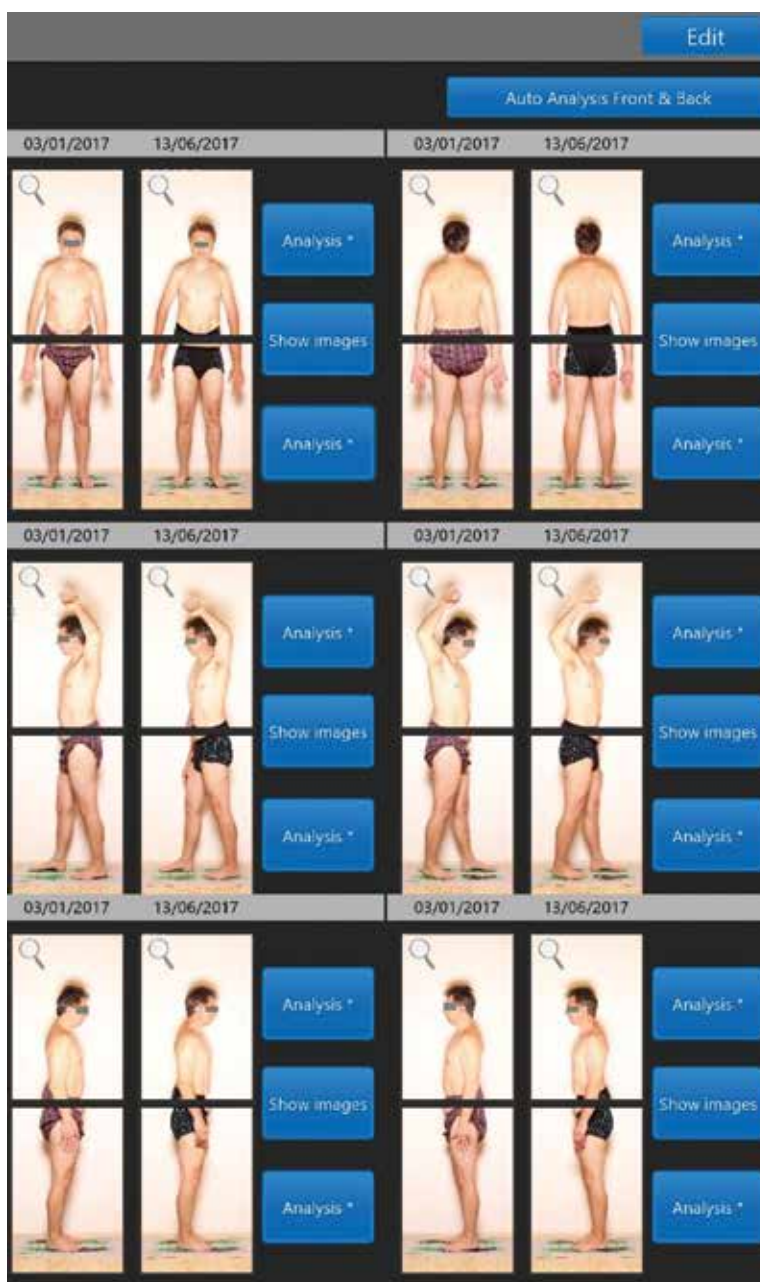 Edit
Auto Analysis Front & Back
03/01/2017 13/06/2017 03/01/2017 13/06/2017
Analysis * Analysis *
Show images Show images
Analysis * Analysis *
03/01/2017 13/06/2017 03/01/2017 13/06/2017
Analysis * Analysis *
Show images Show images
Analysis * Analysis *
03/01/2017 13/06/2017 03/01/2017 13/06/2017
Analysis * Analysis *
Show images Show images
Analysis * Analysis *